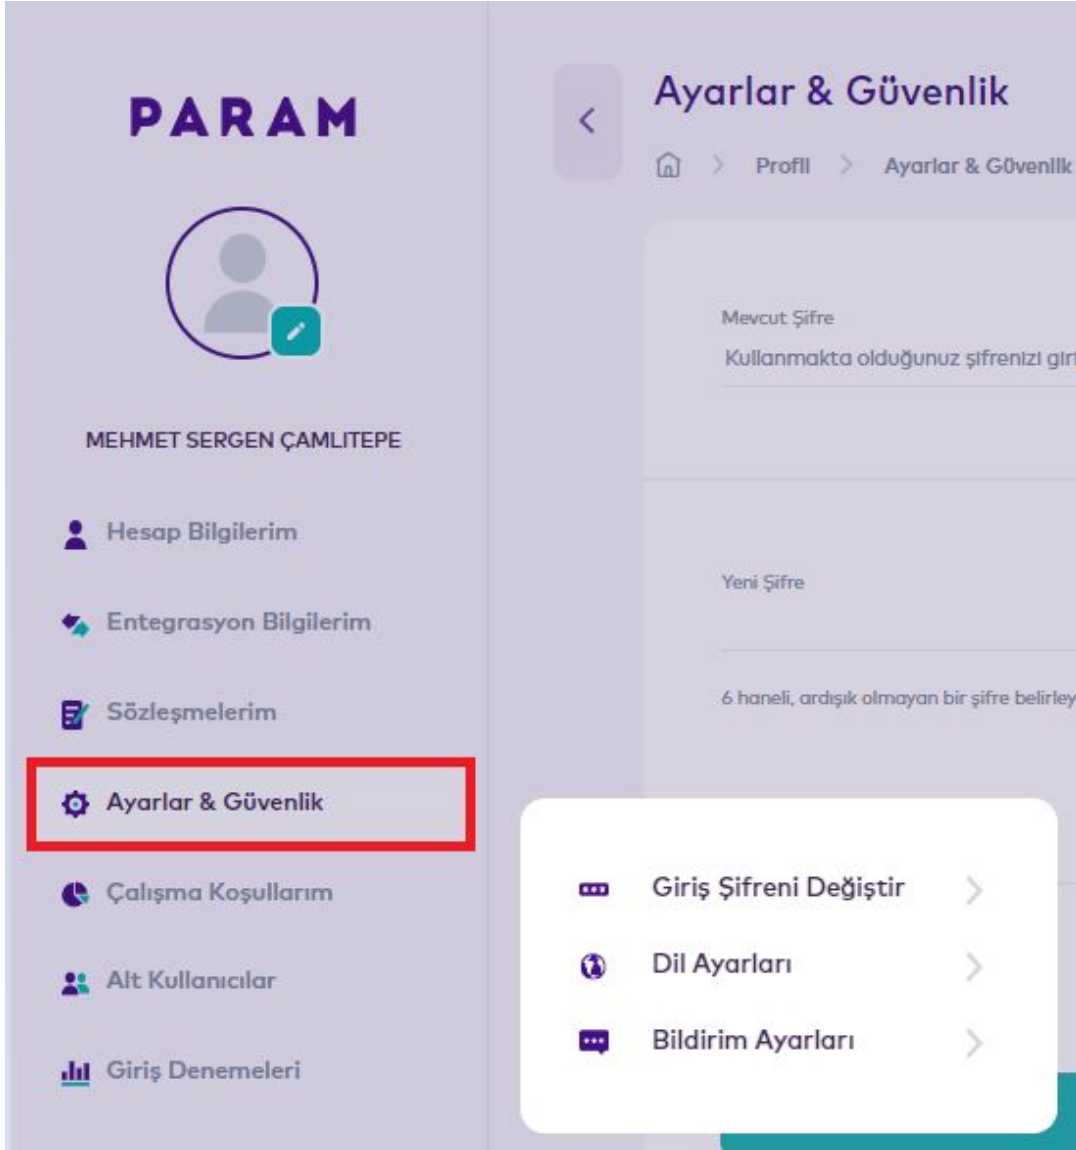 PARAM
MEHMET SERGEN ÇAMLITEPE
Hesap Bilgilerim
Entegrasyon Bilgilerim
Sözleşmelerim
Ayarlar & Güvenlik
Çalışma Koşullarım
Alt Kullanıcılar
Giriş Denemeleri
Ayarlar & Güvenlik
Profil > Ayarlar & Güvenlik
Mevcut Şifre
Kullanmakta olduğunuz şifrenizi giri
Yeni Şifre
6 haneli, ardışık olmayan bir şifre belirley
Giriş Şifreni Değiştir
Dil Ayarları
Bildirim Ayarları